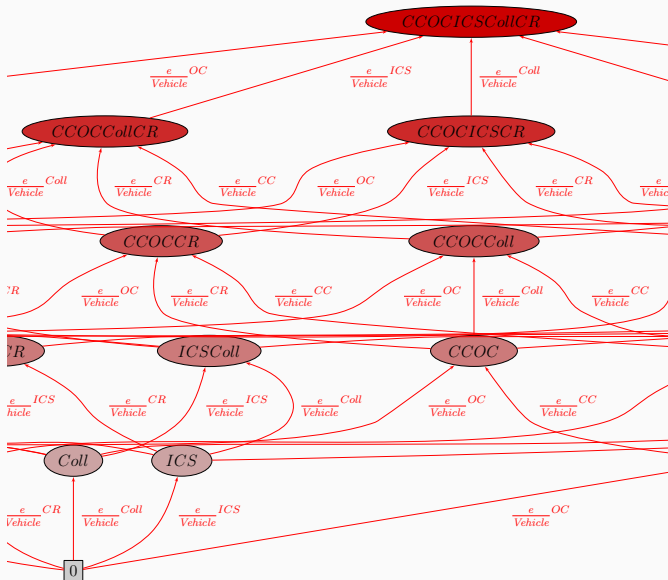 CCOCICSCollCR
e/Vehicle OC e/Vehicle ICS e/Vehicle Coll
CCOCCollCR CCOCICSCR
e/Vehicle Coll e/Vehicle CR e/Vehicle CC e/Vehicle OC e/Vehicle ICS e/Vehicle CR e/Vehicle
CCOCCR CCOCColl
CR e/Vehicle OC e/Vehicle CR e/Vehicle CC e/Vehicle OC e/Vehicle Coll e/Vehicle CC
CR ICSColl CCOC
e/Vehicle ICS e/Vehicle CR e/Vehicle ICS e/Vehicle Coll e/Vehicle OC e/Vehicle CC
Coll ICS
e/Vehicle CR e/Vehicle Coll e/Vehicle ICS e/Vehicle OC
0